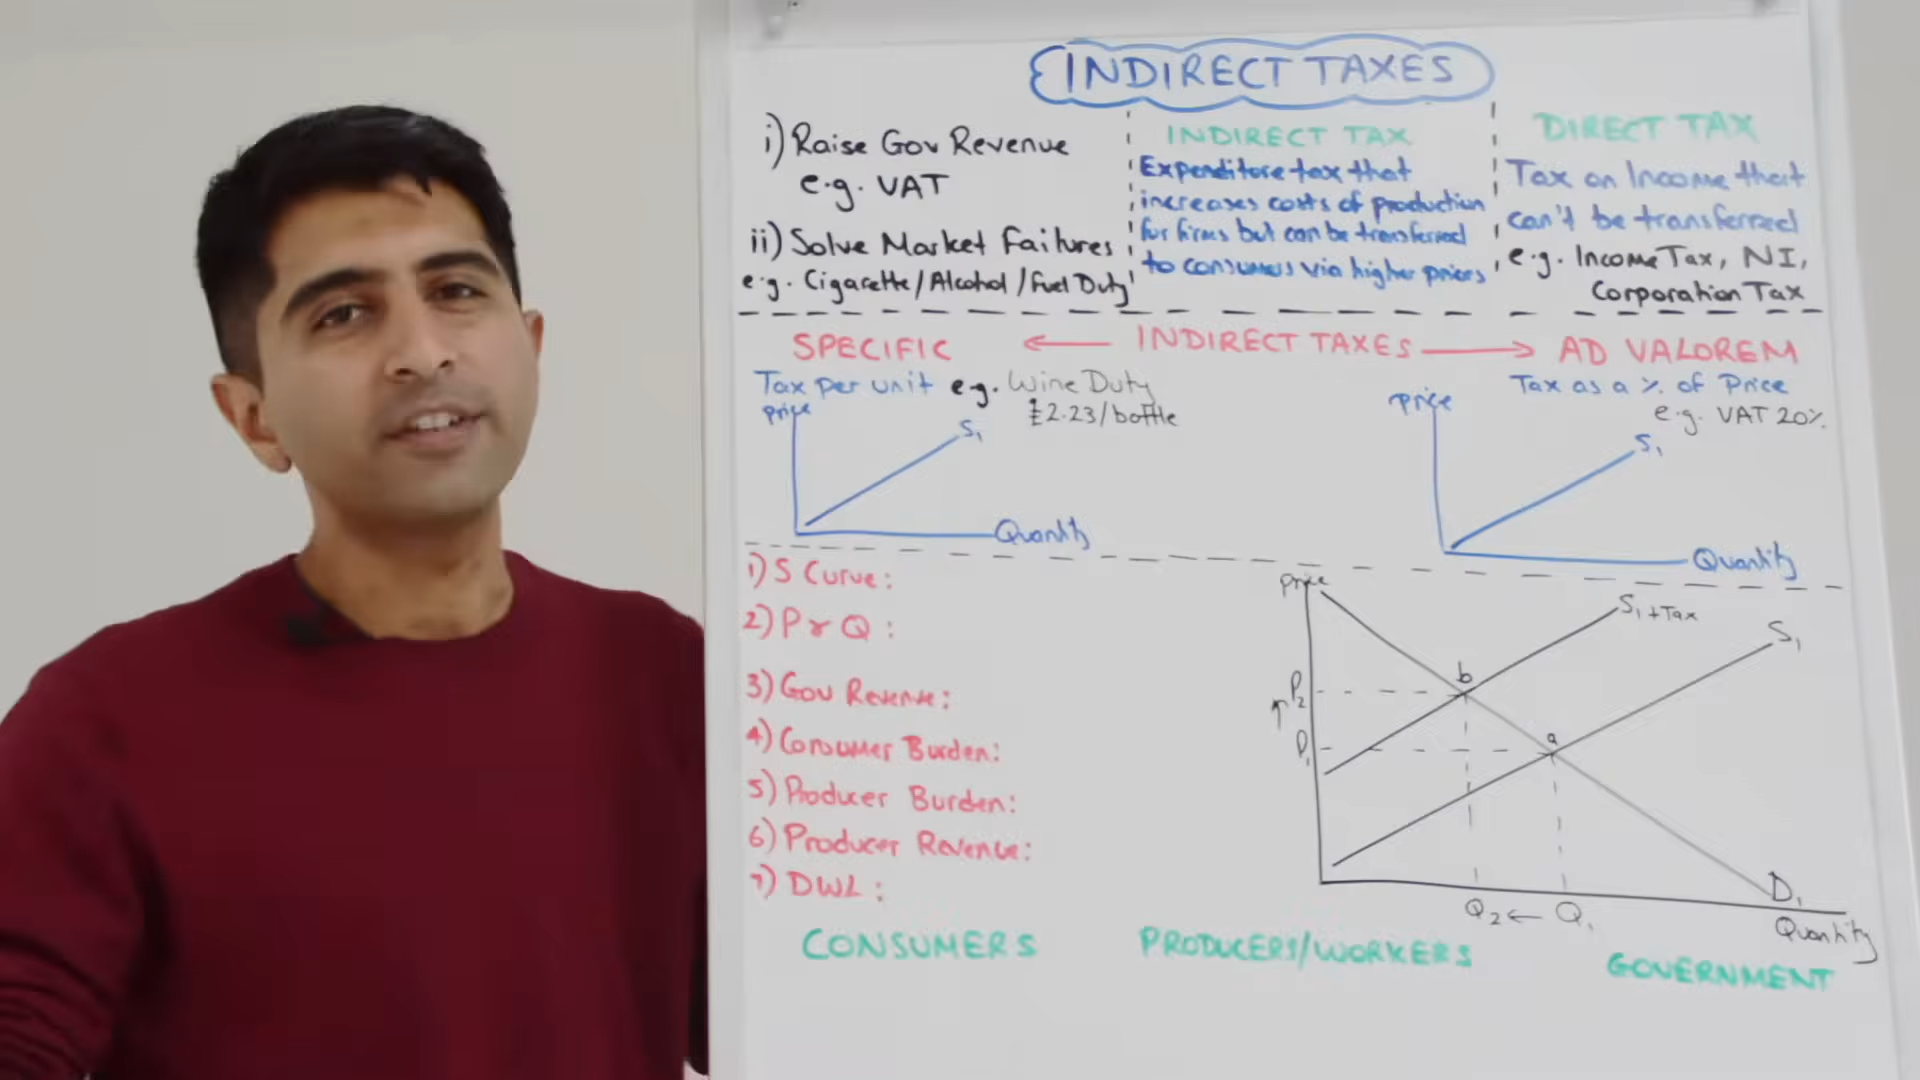 INDIRECT TAXES
i) Raise Gov Revenue
e.g. VAT
ii) Solve Market Failures
e.g. Cigarette/Alcohol/Fuel Duty
INDIRECT TAX
Expenditure tax that
increases costs of production
for firms but can be transferred
to consumers via higher prices
DIRECT TAX
Tax on Income that
can't be transferred
e.g. Income Tax, NI,
Corporation Tax
SPECIFIC ← INDIRECT TAXES → AD VALOREM
Tax per unit e.g. Wine Duty
£2.23/bottle
Price
S1
Quantity
Tax as a % of Price
e.g. VAT 20%
Price
S1
Quantity
1) S Curve:
2) P & Q :
3) Gov Revenue:
4) Consumer Burden:
5) Producer Burden:
6) Producer Revenue:
7) DWL :
Price
S1+Tax
S1
b
↑ P2
a
P1
D1
Q2 ← Q1
Quantity
CONSUMERS PRODUCERS/WORKERS GOVERNMENT